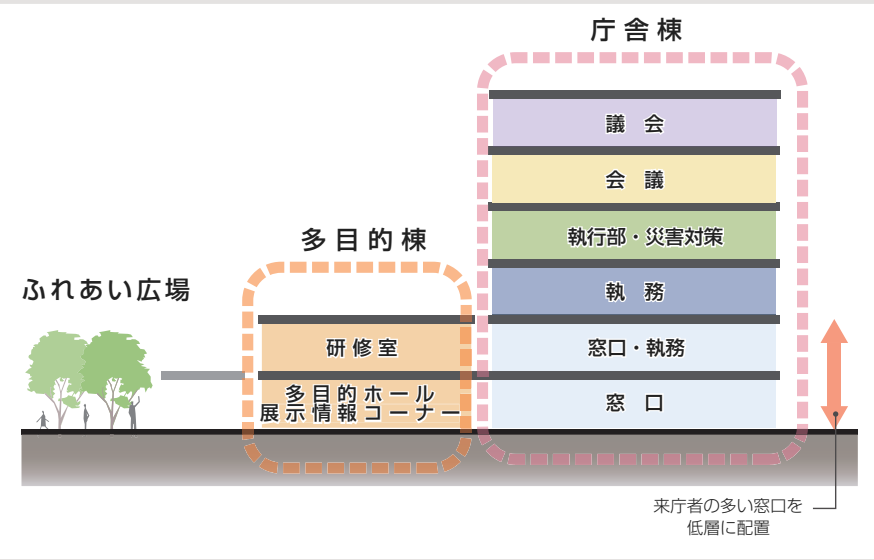 庁舎棟
議 会
会 議
執行部・災害対策
執 務
窓口・執務
窓 口
多目的棟
研修室
多目的ホール
展示情報コーナー
ふれあい広場
来庁者の多い窓口を
低層に配置